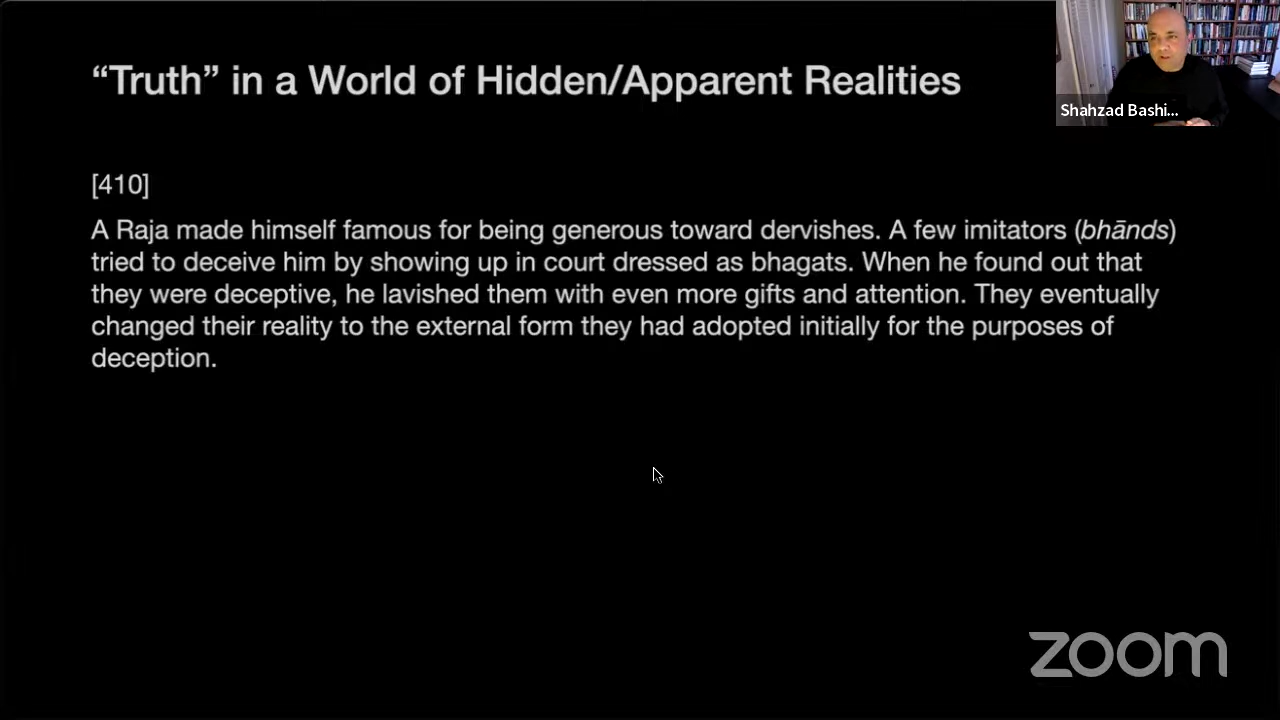 “Truth” in a World of Hidden/Apparent Realities
Shahzad Bashi...
[410]
A Raja made himself famous for being generous toward dervishes. A few imitators (bhānds)
tried to deceive him by showing up in court dressed as bhagats. When he found out that
they were deceptive, he lavished them with even more gifts and attention. They eventually
changed their reality to the external form they had adopted initially for the purposes of
deception.
zoom